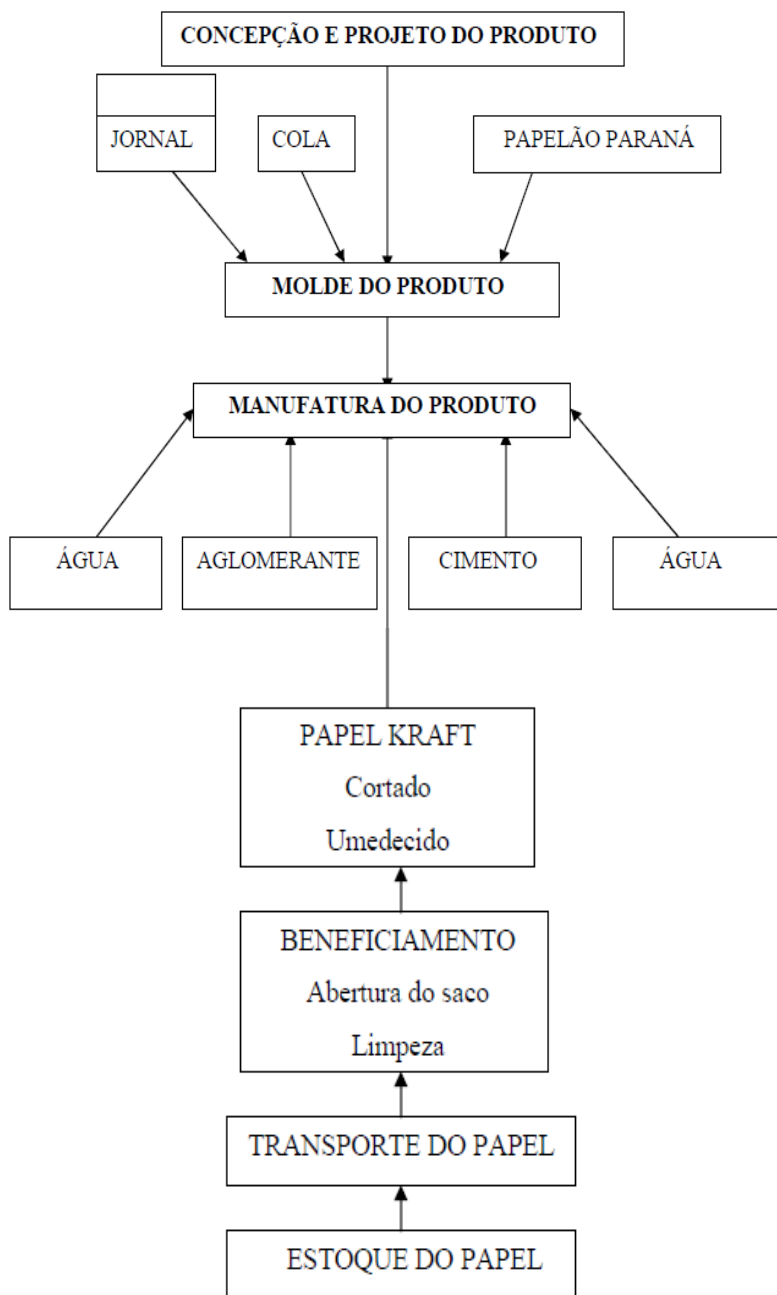 CONCEPÇÃO E PROJETO DO PRODUTO
JORNAL
COLA
PAPELÃO PARANÁ
MOLDE DO PRODUTO
MANUFATURA DO PRODUTO
ÁGUA
AGLOMERANTE
CIMENTO
ÁGUA
PAPEL KRAFT
Cortado
Umedecido
BENEFICIAMENTO
Abertura do saco
Limpeza
TRANSPORTE DO PAPEL
ESTOQUE DO PAPEL